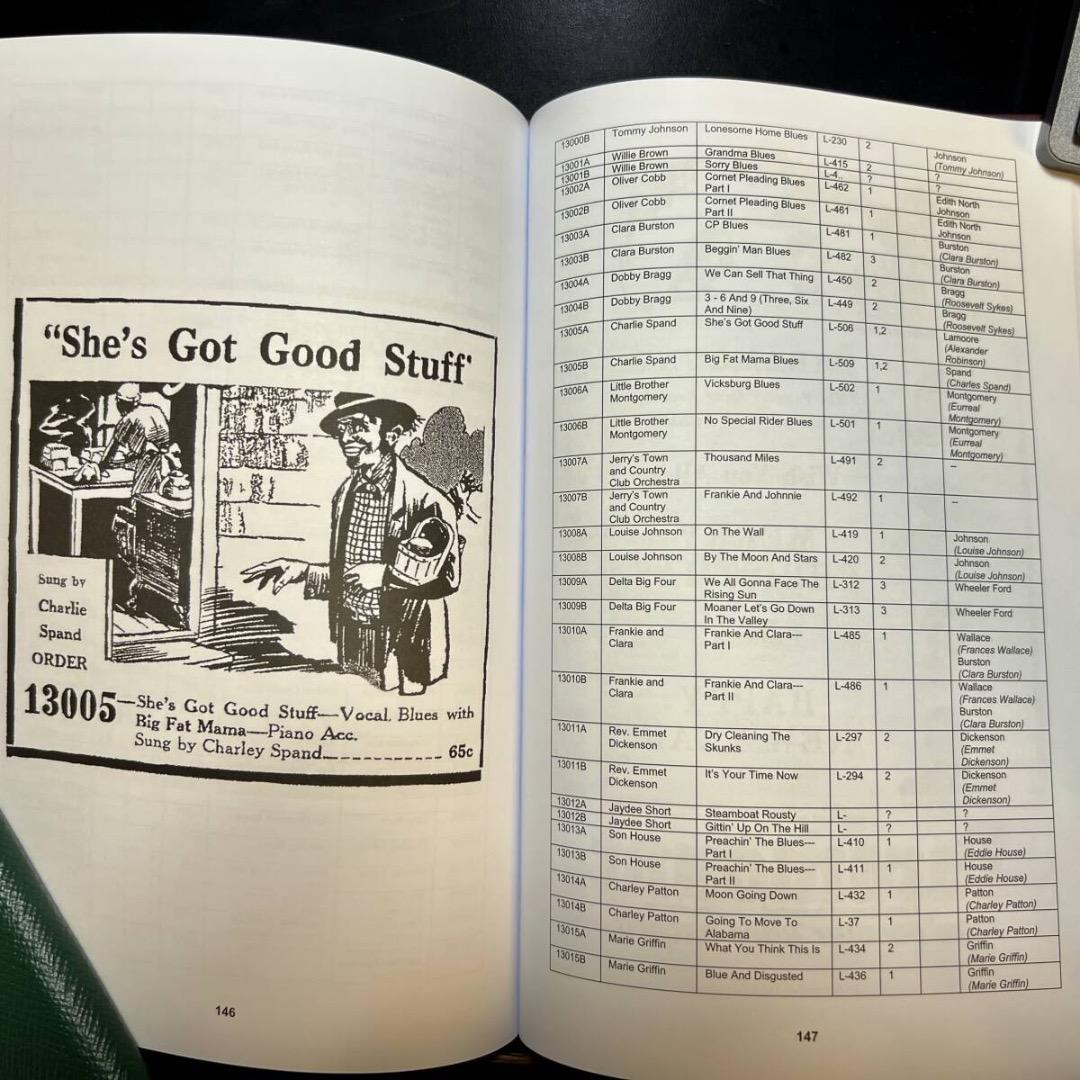 “She’s Got Good Stuff'
Sung by
Charlie
Spand
ORDER
13005—She’s Got Good Stuff—Vocal. Blues with
Big Fat Mama—Piano Acc.
Sung by Charley Spand_ _ _ _ _ _ _ _ _ _ _ 65c
146
13000B Tommy Johnson Lonesome Home Blues L-230 2 Johnson
(Tommy Johnson)
13001A Willie Brown Grandma Blues L-415 2 ?
13001B Willie Brown Sorry Blues L-4.. ? ?
13002A Oliver Cobb Cornet Pleading Blues L-462 1 Edith North
Part I Johnson
13002B Oliver Cobb Cornet Pleading Blues L-461 1 Edith North
Part II Johnson
13003A Clara Burston CP Blues L-481 1 Burston
(Clara Burston)
13003B Clara Burston Beggin' Man Blues L-482 3 Burston
(Clara Burston)
13004A Dobby Bragg We Can Sell That Thing L-450 2 Bragg
(Roosevelt Sykes)
13004B Dobby Bragg 3 - 6 And 9 (Three, Six L-449 2 Bragg
And Nine) (Roosevelt Sykes)
13005A Charlie Spand She's Got Good Stuff L-506 1,2 Lamoore
(Alexander
Robinson)
13005B Charlie Spand Big Fat Mama Blues L-509 1,2 Spand
(Charles Spand)
13006A Little Brother Vicksburg Blues L-502 1 Montgomery
Montgomery (Eurreal
Montgomery)
13006B Little Brother No Special Rider Blues L-501 1 Montgomery
Montgomery (Eurreal
Montgomery)
13007A Jerry's Town Thousand Miles L-491 2 –
and Country
Club Orchestra
13007B Jerry's Town Frankie And Johnnie L-492 1 –
and Country
Club Orchestra
13008A Louise Johnson On The Wall L-419 1 Johnson
(Louise Johnson)
13008B Louise Johnson By The Moon And Stars L-420 2 Johnson
(Louise Johnson)
13009A Delta Big Four We All Gonna Face The L-312 3 Wheeler Ford
Rising Sun
13009B Delta Big Four Moaner Let's Go Down L-313 3 Wheeler Ford
In The Valley
13010A Frankie and Frankie And Clara--- L-485 1 Wallace
Clara Part I (Frances Wallace)
Burston
(Clara Burston)
13010B Frankie and Frankie And Clara--- L-486 1 Wallace
Clara Part II (Frances Wallace)
Burston
(Clara Burston)
13011A Rev. Emmet Dry Cleaning The L-297 2 Dickenson
Dickenson Skunks (Emmet
Dickenson)
13011B Rev. Emmet It's Your Time Now L-294 2 Dickenson
Dickenson (Emmet
Dickenson)
13012A Jaydee Short Steamboat Rousty L- ? ?
13012B Jaydee Short Gittin' Up On The Hill L- ? ?
13013A Son House Preachin' The Blues--- L-410 1 House
Part I (Eddie House)
13013B Son House Preachin' The Blues--- L-411 1 House
Part II (Eddie House)
13014A Charley Patton Moon Going Down L-432 1 Patton
(Charley Patton)
13014B Charley Patton Going To Move To L-37 1 Patton
Alabama (Charley Patton)
13015A Marie Griffin What You Think This Is L-434 2 Griffin
(Marie Griffin)
13015B Marie Griffin Blue And Disgusted L-436 1 Griffin
(Marie Griffin)
147